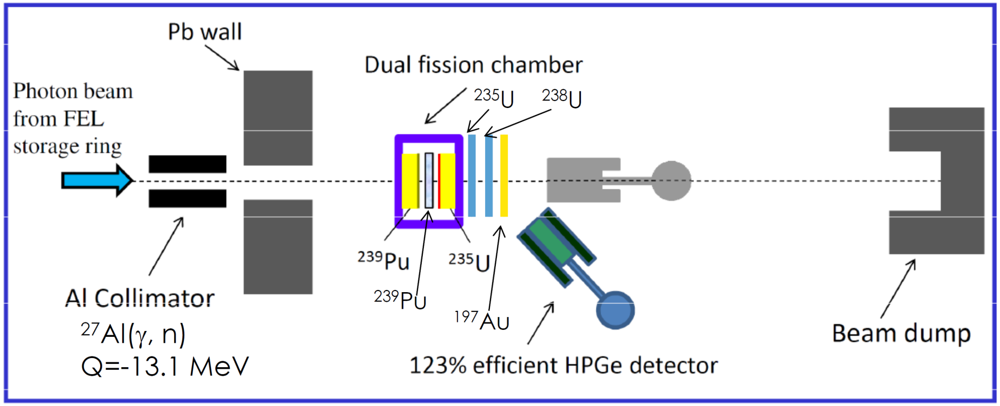 Pb wall
Dual fission chamber
Photon beam
from FEL
storage ring
²³⁵U
²³⁸U
²³⁹Pu
²³⁵U
²³⁹Pu
¹⁹⁷Au
Al Collimator
²⁷Al(γ, n)
Q=-13.1 MeV
123% efficient HPGe detector
Beam dump